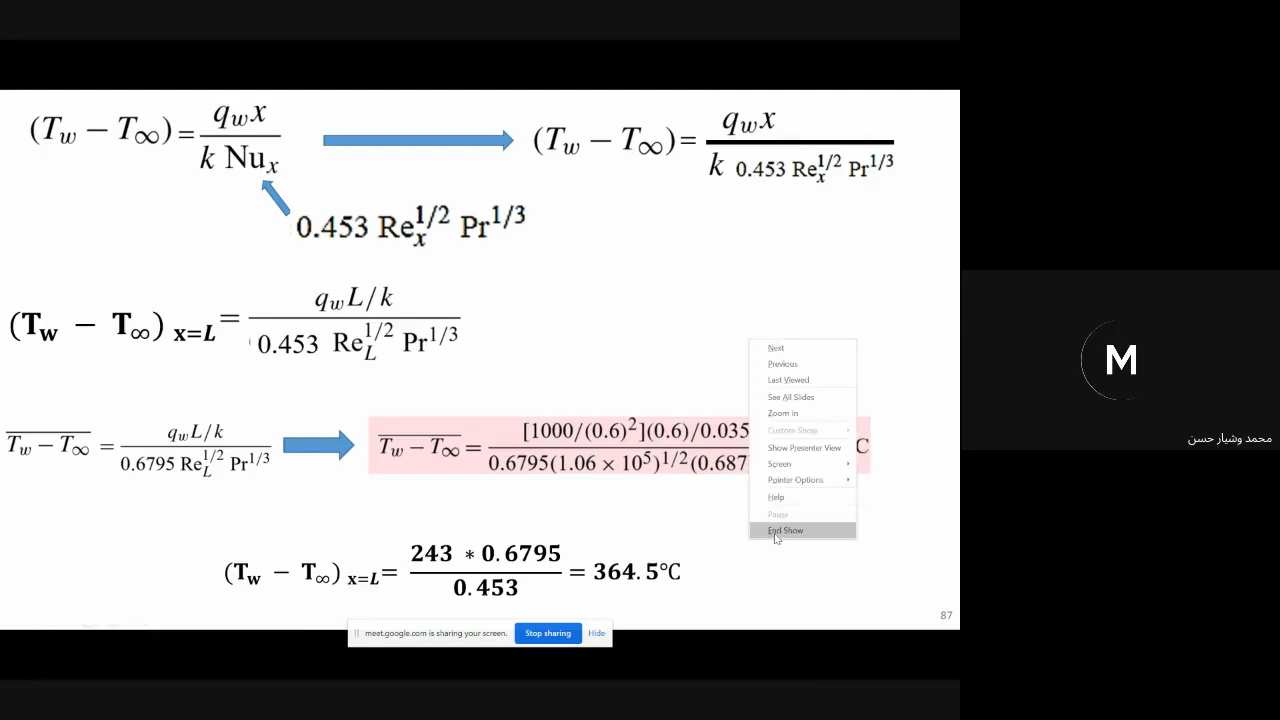 (T_w − T_∞) = q_w x / k Nu_x
(T_w − T_∞) = q_w x / k 0.453 Re_x^{1/2} Pr^{1/3}
0.453 Re_x^{1/2} Pr^{1/3}
(T_w − T_∞)_{x=L} = q_w L/k / 0.453 Re_L^{1/2} Pr^{1/3}
\overline{T_w − T_∞} = q_w L/k / 0.6795 Re_L^{1/2} Pr^{1/3}
\overline{T_w − T_∞} = [1000/(0.6)^2](0.6)/0.035 / 0.6795(1.06 × 10^5)^{1/2}(0.687 C
(T_w − T_∞)_{x=L} = 243 * 0.6795 / 0.453 = 364.5°C
Next
Previous
Last Viewed
See All Slides
Zoom In
Custom Show
Show Presenter View
Screen
Pointer Options
Help
Pause
End Show
87
meet.google.com is sharing your screen.
Stop sharing
Hide
M
محمد وشیار حسن